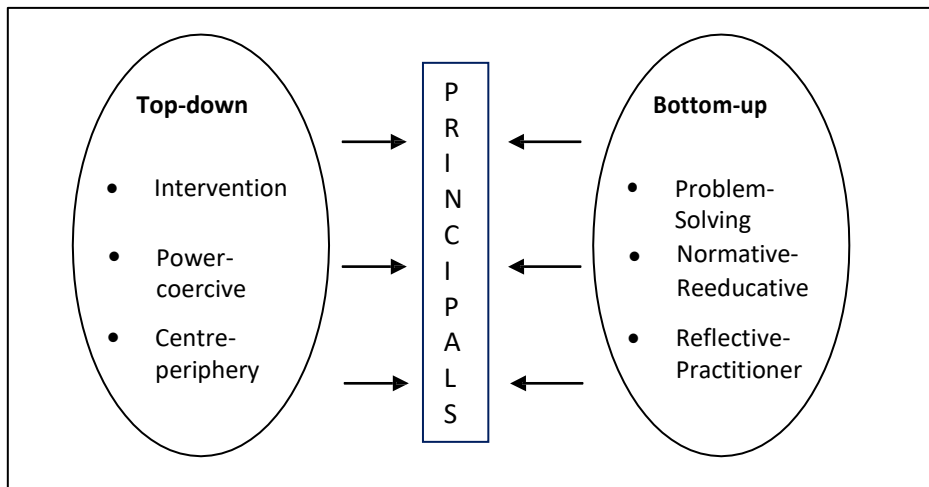 Top-down
• Intervention
• Power-
coercive
• Centre-
periphery
P
R
I
N
C
I
P
A
L
S
Bottom-up
• Problem-
Solving
• Normative-
Reeducative
• Reflective-
Practitioner